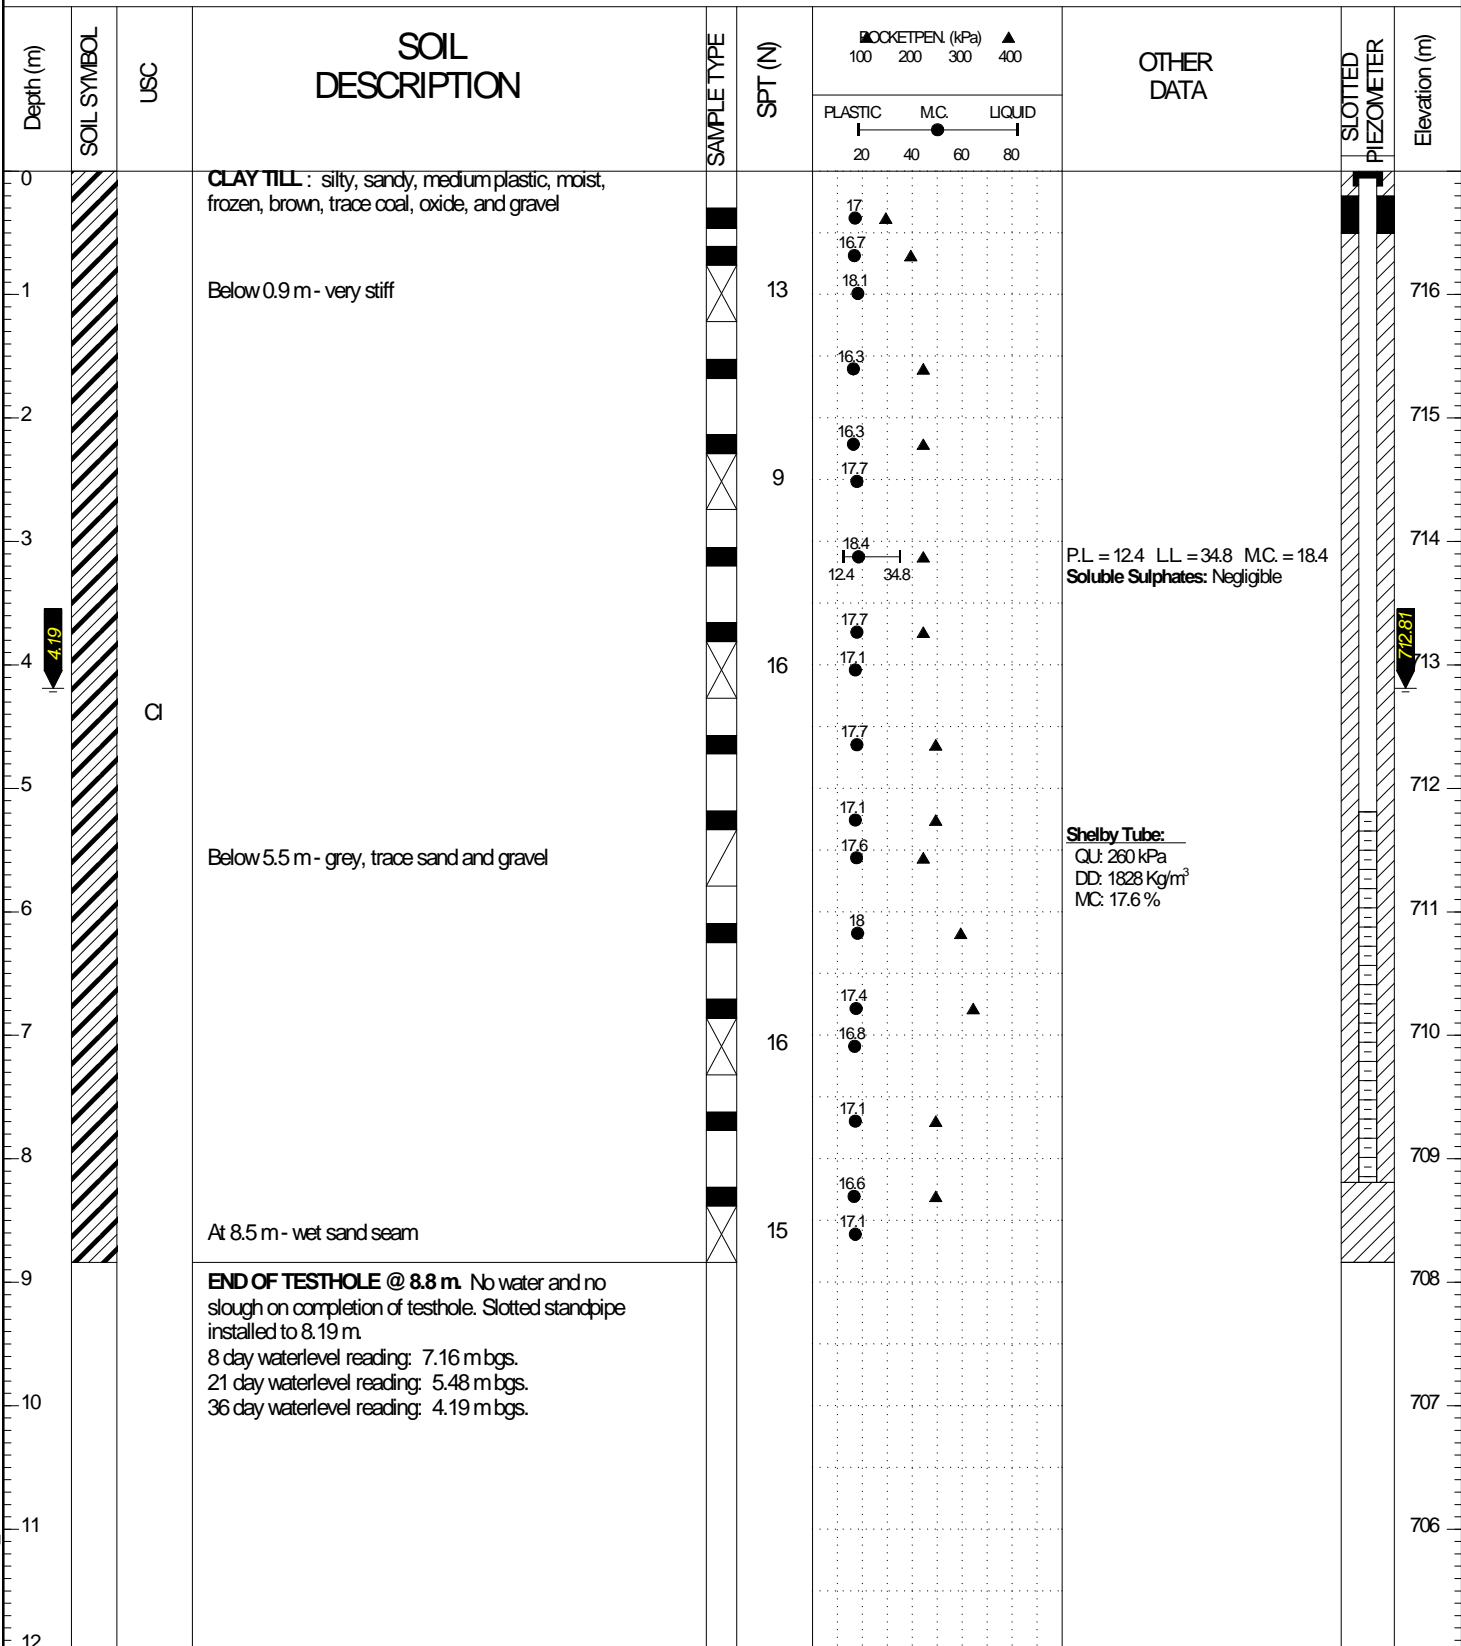 Depth (m)
SOIL SYMBOL
USC
SOIL
DESCRIPTION
SAMPLE TYPE
SPT (N)
POCKET PEN. (kPa)
100 200 300 400
PLASTIC M.C. LIQUID
20 40 60 80
OTHER
DATA
SLOTTED
PIEZOMETER
Elevation (m)
0
CLAY TILL : silty, sandy, medium plastic, moist,
frozen, brown, trace coal, oxide, and gravel
17
16.7
1
Below 0.9 m - very stiff
13
18.1
716
16.3
2
715
16.3
9
17.7
3
714
18.4
12.4 34.8
P.L. = 12.4 L.L. = 34.8 M.C. = 18.4
Soluble Sulphates: Negligible
4.19
17.7
712.81
4
16
17.1
713
CI
17.7
5
712
17.1
Shelby Tube:
Below 5.5 m - grey, trace sand and gravel
17.6
QU: 260 kPa
DD: 1828 Kg/m³
MC: 17.6 %
6
711
18
17.4
7
710
16
16.8
17.1
8
709
16.6
At 8.5 m - wet sand seam
15
17.1
9
708
END OF TESTHOLE @ 8.8 m. No water and no
slough on completion of testhole. Slotted standpipe
installed to 8.19 m.
8 day waterlevel reading: 7.16 m bgs.
21 day waterlevel reading: 5.48 m bgs.
36 day waterlevel reading: 4.19 m bgs.
10
707
11
706
12